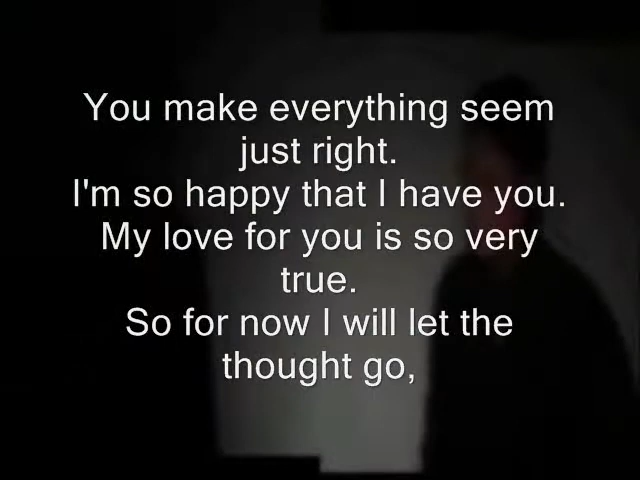 You make everything seem
just right.
I'm so happy that I have you.
My love for you is so very
true.
So for now I will let the
thought go,